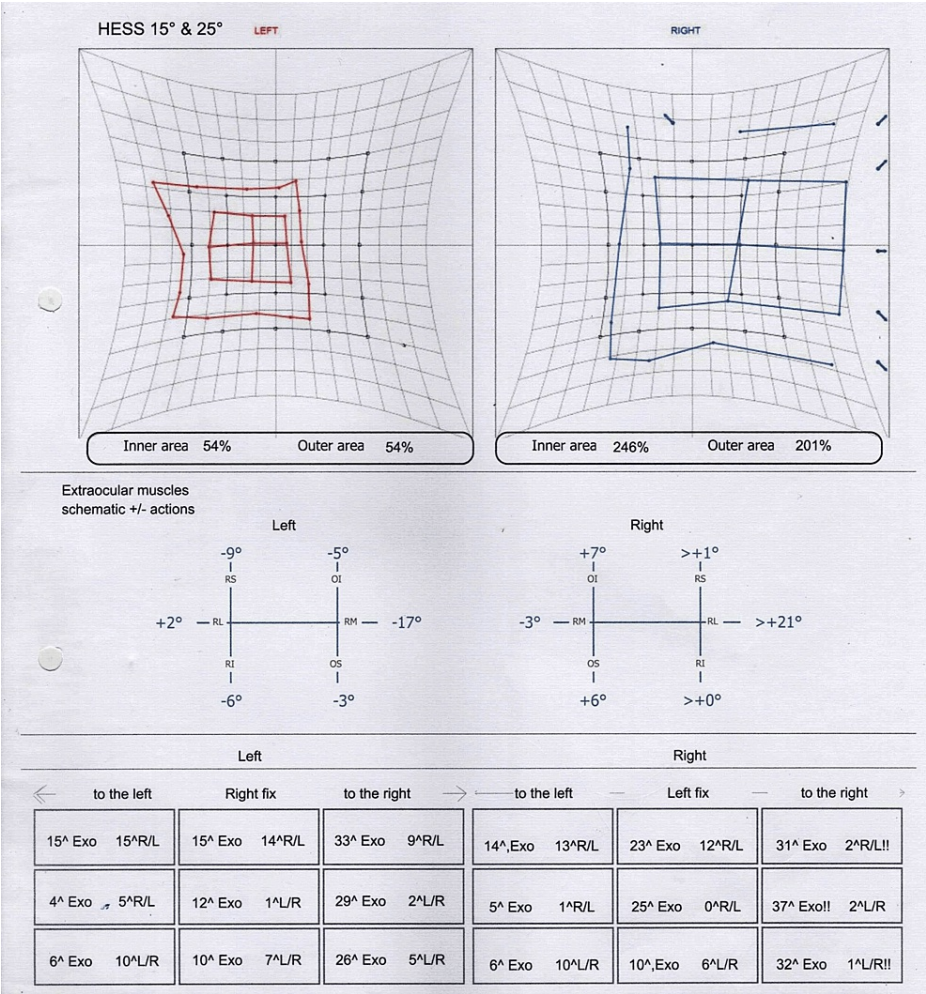 HESS 15° & 25° LEFT RIGHT
Inner area 54% Outer area 54% Inner area 246% Outer area 201%
Extraocular muscles
schematic +/- actions
Left Right
-9° -5° +7° >+1°
RS OI OI RS
+2° RL RM -17° -3° RM RL >+21°
RI OS OS RI
-6° -3° +6° >+0°
Left Right
to the left Right fix to the right to the left Left fix to the right
15^ Exo 15^R/L 15^ Exo 14^R/L 33^ Exo 9^R/L 14^,Exo 13^R/L 23^ Exo 12^R/L 31^ Exo 2^R/L!!
4^ Exo 5^R/L 12^ Exo 1^L/R 29^ Exo 2^L/R 5^ Exo 1^R/L 25^ Exo 0^R/L 37^ Exo!! 2^L/R
6^ Exo 10^L/R 10^ Exo 7^L/R 26^ Exo 5^L/R 6^ Exo 10^L/R 10^,Exo 6^L/R 32^ Exo 1^L/R!!